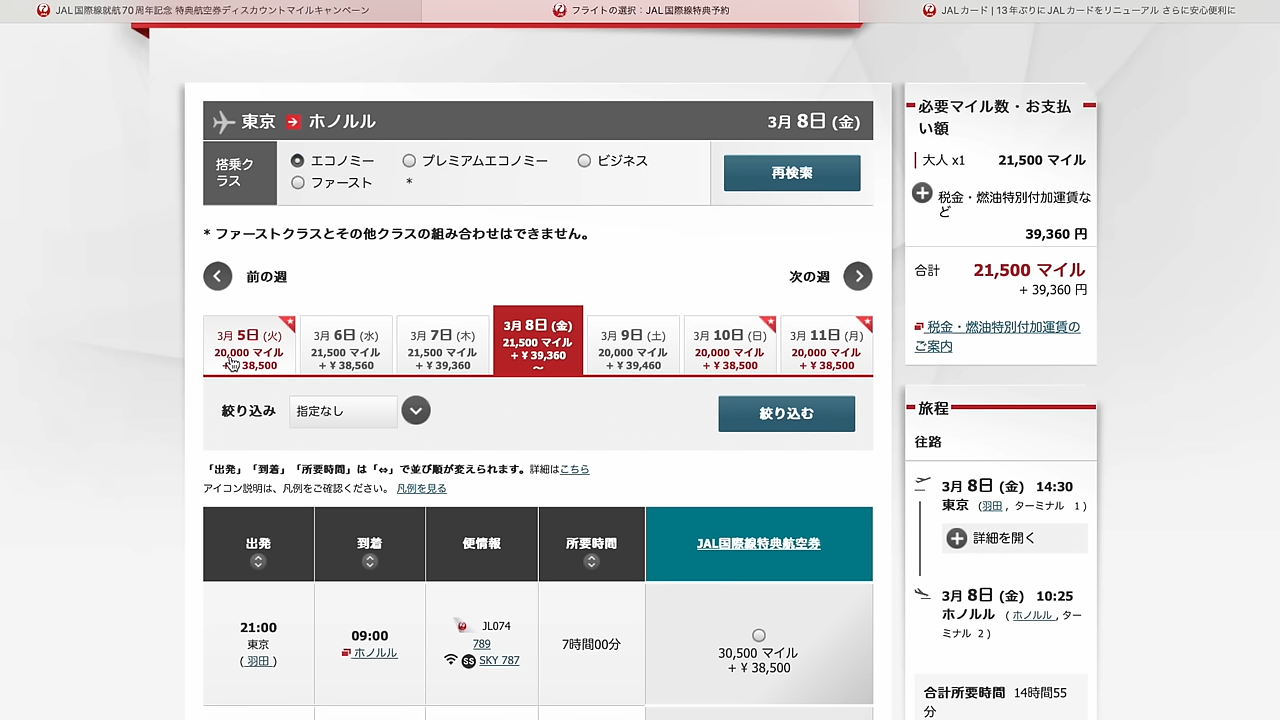 JAL国際線就航70周年記念 特典航空券ディスカウントマイルキャンペーン
フライトの選択：JAL国際線特典予約
JALカード | 13年ぶりにJALカードをリニューアル さらに安心便利に
東京 ホノルル 3月 8日 (金)
搭乗クラス
エコノミー プレミアムエコノミー ビジネス
ファースト *
再検索
* ファーストクラスとその他クラスの組み合わせはできません。
前の週 次の週
3月 5日 (火) 20,000 マイル + ¥ 38,500
3月 6日 (水) 21,500 マイル + ¥ 38,560
3月 7日 (木) 21,500 マイル + ¥ 39,360
3月 8日 (金) 21,500 マイル + ¥ 39,360 ～
3月 9日 (土) 20,000 マイル + ¥ 39,460
3月 10日 (日) 20,000 マイル + ¥ 38,500
3月 11日 (月) 20,000 マイル + ¥ 38,500
絞り込み 指定なし 絞り込む
「出発」「到着」「所要時間」は「⇔」で並び順が変えられます。詳細はこちら
アイコン説明は、凡例をご確認ください。 凡例を見る
出発 到着 便情報 所要時間 JAL国際線特典航空券
21:00
東京
( 羽田 )
09:00
ホノルル
JL074
789
SS SKY 787
7時間00分
30,500 マイル
+ ¥ 38,500
必要マイル数・お支払
い額
大人 x1 21,500 マイル
税金・燃油特別付加運賃な
ど
39,360 円
合計 21,500 マイル
+ 39,360 円
税金・燃油特別付加運賃の
ご案内
旅程
往路
3月 8日 (金) 14:30
東京 (羽田 , ターミナル 1 )
詳細を開く
3月 8日 (金) 10:25
ホノルル ( ホノルル , ター
ミナル 2 )
合計所要時間 14時間55
分